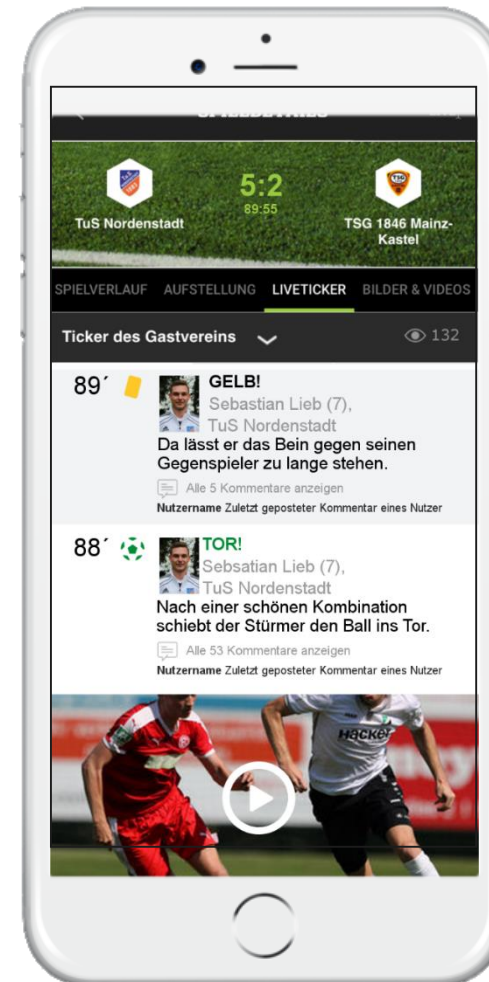 5:2
89:55
TuS Nordenstadt
TSG 1846 Mainz-
Kastel
SPIELVERLAUF AUFSTELLUNG LIVETICKER BILDER & VIDEOS
Ticker des Gastvereins 132
89´ GELB!
Sebastian Lieb (7),
TuS Nordenstadt
Da lässt er das Bein gegen seinen
Gegenspieler zu lange stehen.
Alle 5 Kommentare anzeigen
Nutzername Zuletzt geposteter Kommentar eines Nutzer
88´ TOR!
Sebsatian Lieb (7),
TuS Nordenstadt
Nach einer schönen Kombination
schiebt der Stürmer den Ball ins Tor.
Alle 53 Kommentare anzeigen
Nutzername Zuletzt geposteter Kommentar eines Nutzer
Häcker